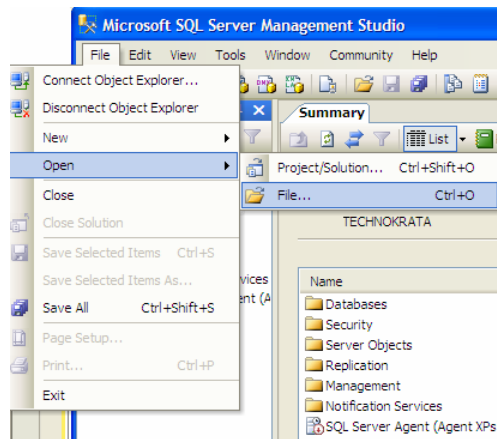 Microsoft SQL Server Management Studio
File Edit View Tools Window Community Help
Connect Object Explorer...
Disconnect Object Explorer
New
Open
Close
Close Solution
Save Selected Items Ctrl+S
Save Selected Items As...
Save All Ctrl+Shift+S
Page Setup...
Print... Ctrl+P
Exit
Project/Solution... Ctrl+Shift+O
File... Ctrl+O
Summary
List
TECHNOKRATA
vices
ent (A
Name
Databases
Security
Server Objects
Replication
Management
Notification Services
SQL Server Agent (Agent XPs